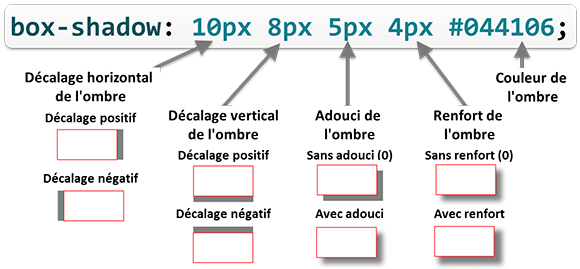 box-shadow: 10px 8px 5px 4px #044106;
Décalage horizontal
de l'ombre
Décalage positif
Décalage négatif
Décalage vertical
de l'ombre
Décalage positif
Décalage négatif
Adouci de
l'ombre
Sans adouci (0)
Avec adouci
Renfort de
l'ombre
Sans renfort (0)
Avec renfort
Couleur de
l'ombre